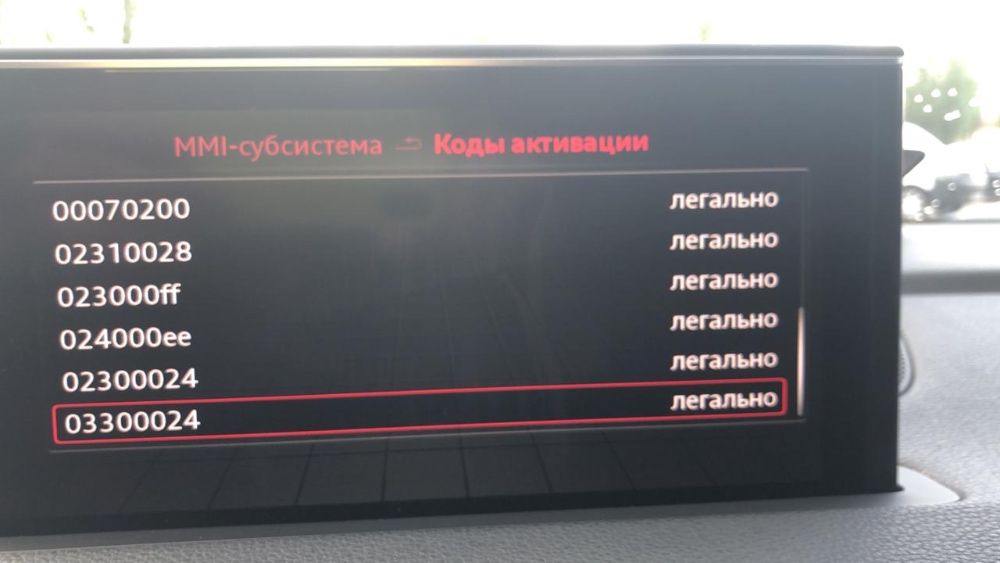 MMI-субсистема ⮌ Коды активации
00070200 легально
02310028 легально
023000ff легально
024000ee легально
02300024 легально
03300024 легально